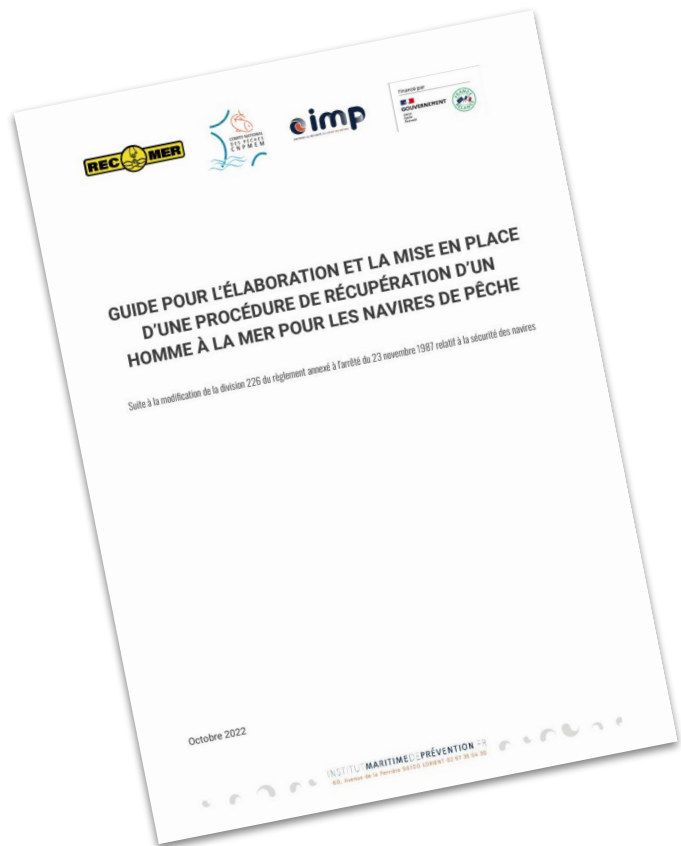 REC MER
COMITÉ NATIONAL
DES PÊCHES
CNPMEM
imp
Financé par
GOUVERNEMENT
GUIDE POUR L'ÉLABORATION ET LA MISE EN PLACE
D'UNE PROCÉDURE DE RÉCUPÉRATION D'UN
HOMME À LA MER POUR LES NAVIRES DE PÊCHE
Suite à la modification de la division 226 du règlement annexé à l'arrêté du 23 novembre 1987 relatif à la sécurité des navires
Octobre 2022
INSTITUTMARITIMEDEPRÉVENTION.FR
60, Avenue de la Perrière 56100 LORIENT 02 97 35 04 30